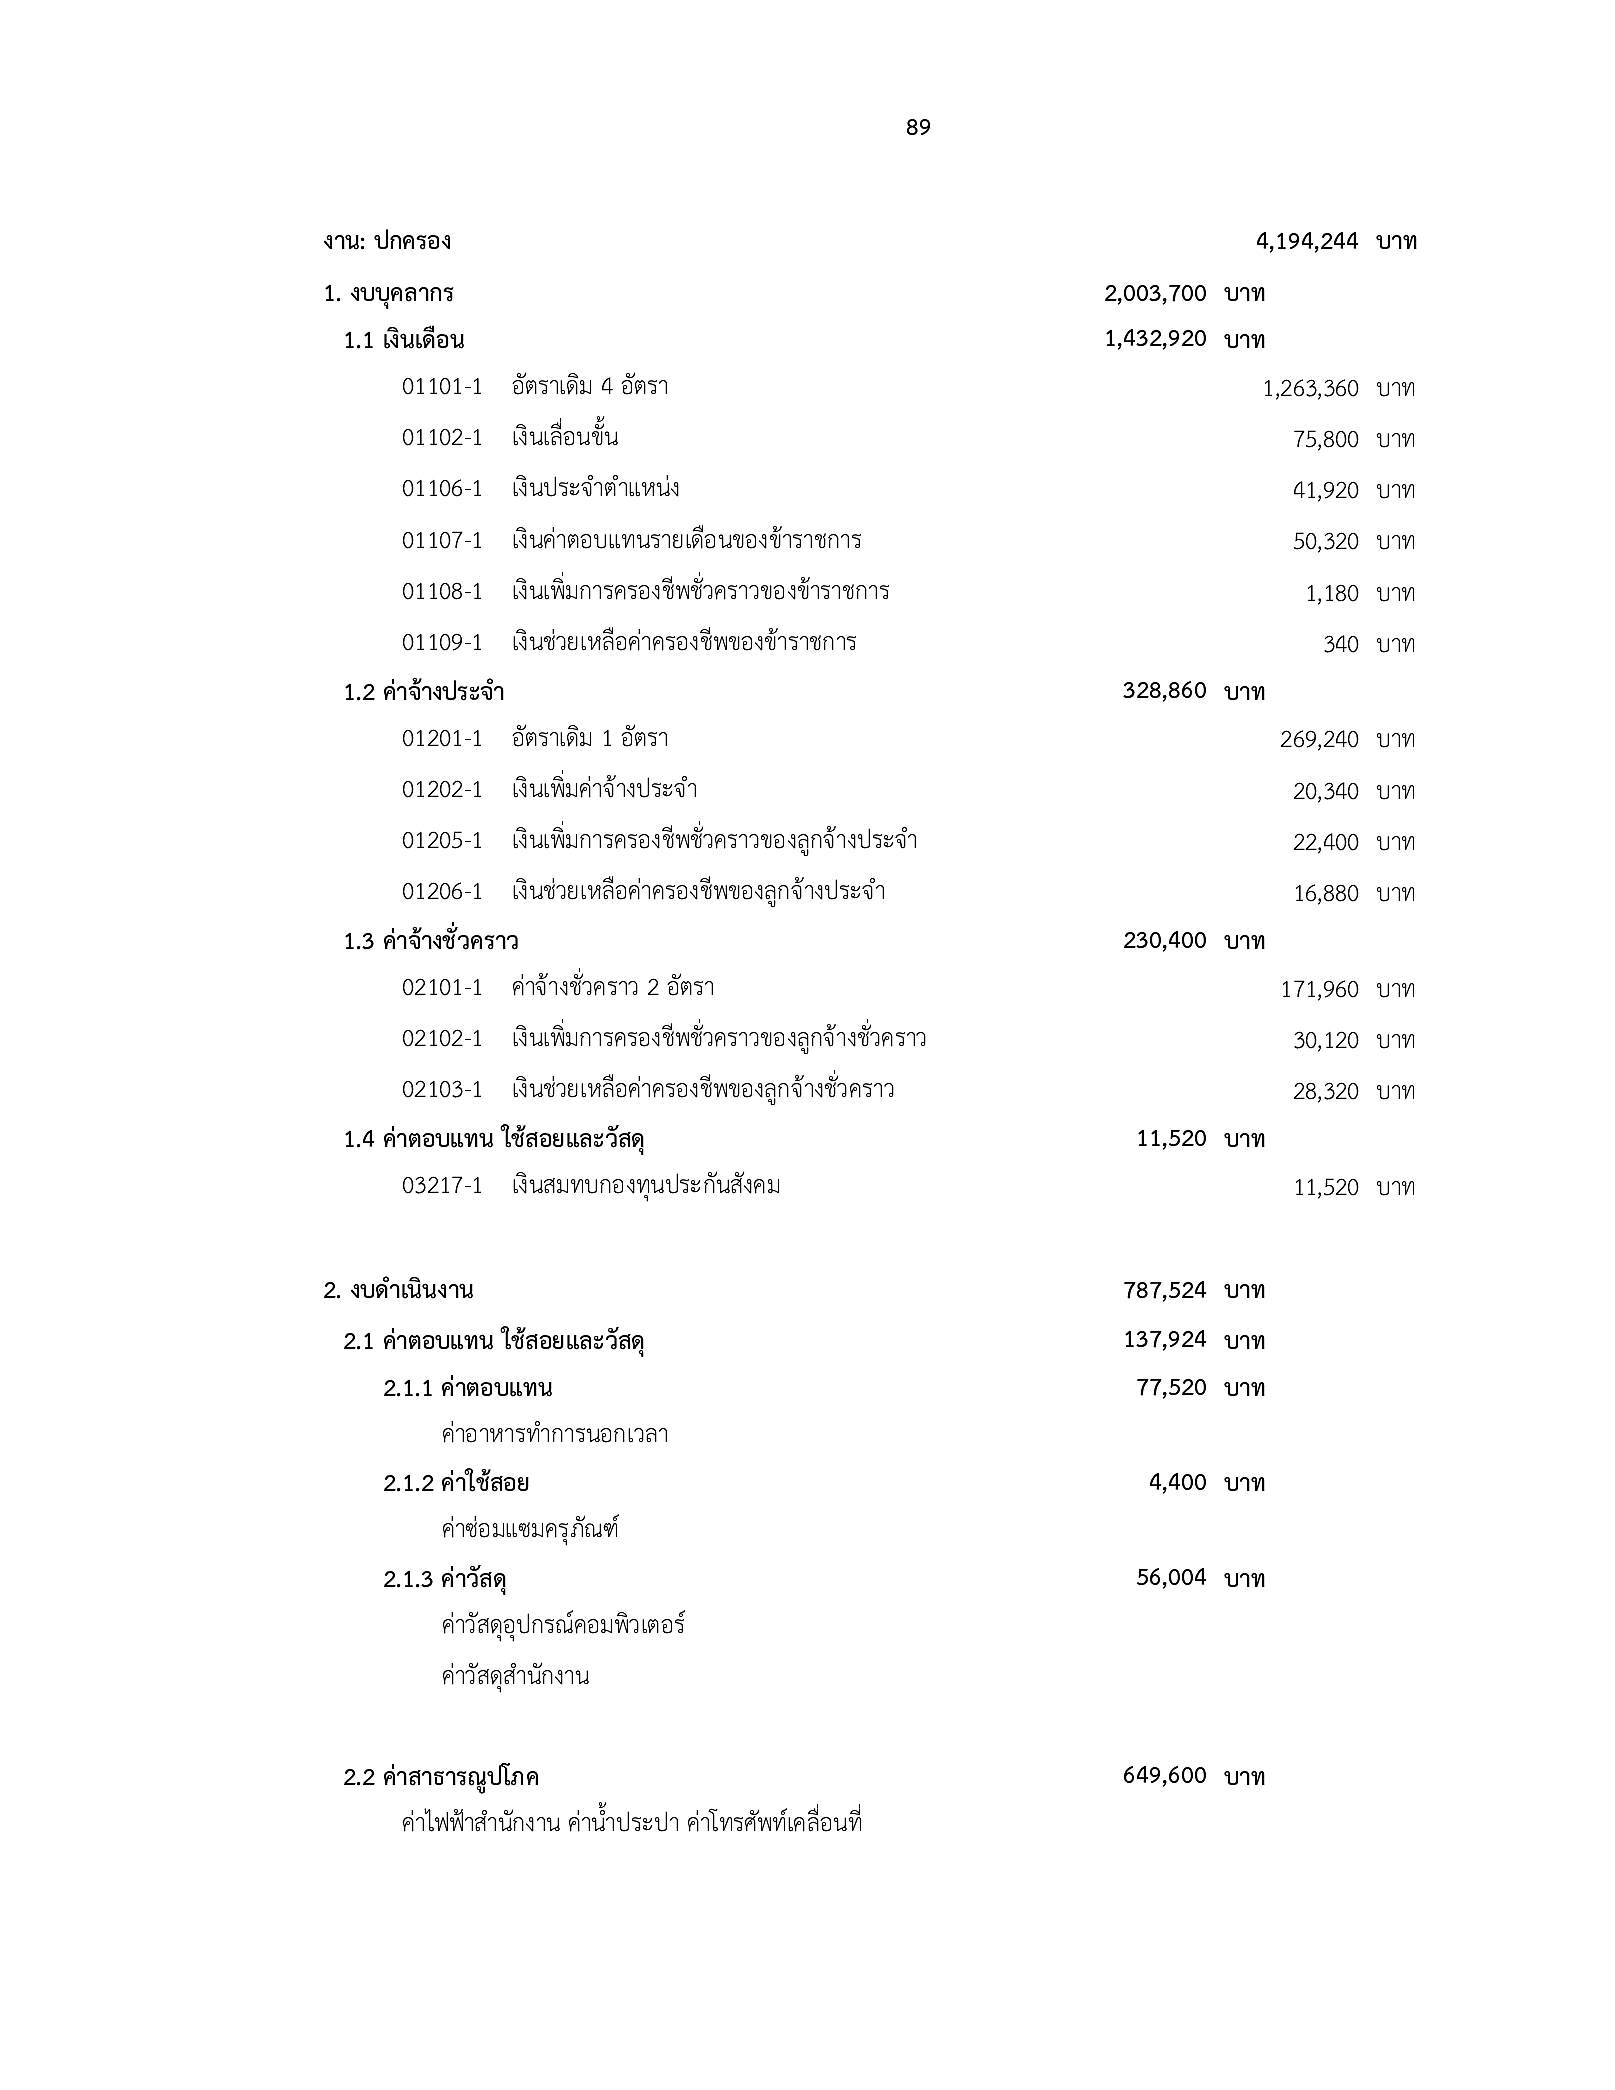 89
งาน: ปกครอง 4,194,244 บาท
1. งบบุคลากร 2,003,700 บาท
1.1 เงินเดือน 1,432,920 บาท
01101-1 อัตราเดิม 4 อัตรา 1,263,360 บาท
01102-1 เงินเลื่อนขั้น 75,800 บาท
01106-1 เงินประจำตำแหน่ง 41,920 บาท
01107-1 เงินค่าตอบแทนรายเดือนของข้าราชการ 50,320 บาท
01108-1 เงินเพิ่มการครองชีพชั่วคราวของข้าราชการ 1,180 บาท
01109-1 เงินช่วยเหลือค่าครองชีพของข้าราชการ 340 บาท
1.2 ค่าจ้างประจำ 328,860 บาท
01201-1 อัตราเดิม 1 อัตรา 269,240 บาท
01202-1 เงินเพิ่มค่าจ้างประจำ 20,340 บาท
01205-1 เงินเพิ่มการครองชีพชั่วคราวของลูกจ้างประจำ 22,400 บาท
01206-1 เงินช่วยเหลือค่าครองชีพของลูกจ้างประจำ 16,880 บาท
1.3 ค่าจ้างชั่วคราว 230,400 บาท
02101-1 ค่าจ้างชั่วคราว 2 อัตรา 171,960 บาท
02102-1 เงินเพิ่มการครองชีพชั่วคราวของลูกจ้างชั่วคราว 30,120 บาท
02103-1 เงินช่วยเหลือค่าครองชีพของลูกจ้างชั่วคราว 28,320 บาท
1.4 ค่าตอบแทน ใช้สอยและวัสดุ 11,520 บาท
03217-1 เงินสมทบกองทุนประกันสังคม 11,520 บาท
2. งบดำเนินงาน 787,524 บาท
2.1 ค่าตอบแทน ใช้สอยและวัสดุ 137,924 บาท
2.1.1 ค่าตอบแทน 77,520 บาท
ค่าอาหารทำการนอกเวลา
2.1.2 ค่าใช้สอย 4,400 บาท
ค่าซ่อมแซมครุภัณฑ์
2.1.3 ค่าวัสดุ 56,004 บาท
ค่าวัสดุอุปกรณ์คอมพิวเตอร์
ค่าวัสดุสำนักงาน
2.2 ค่าสาธารณูปโภค 649,600 บาท
ค่าไฟฟ้าสำนักงาน ค่าน้ำประปา ค่าโทรศัพท์เคลื่อนที่